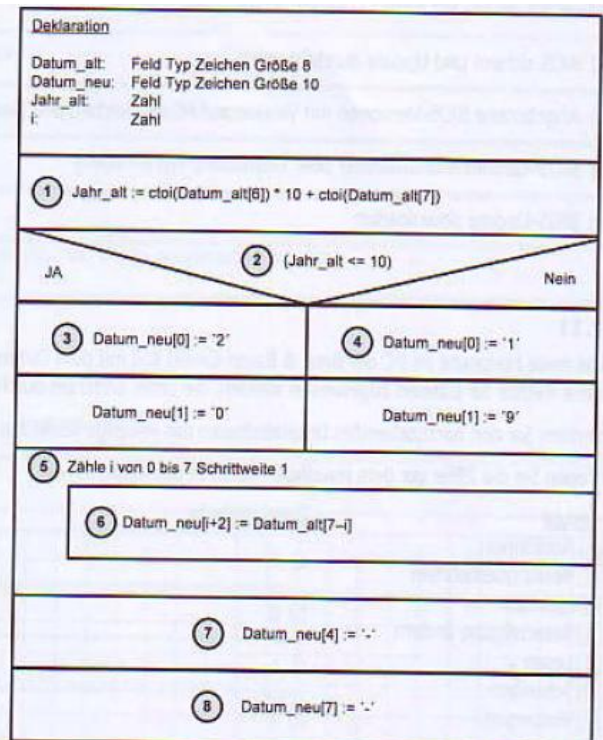 Deklaration
Datum_alt: Feld Typ Zeichen Größe 8
Datum_neu: Feld Typ Zeichen Größe 10
Jahr_alt: Zahl
i: Zahl
1 Jahr_alt := ctoi(Datum_alt[6]) * 10 + ctoi(Datum_alt[7])
2 (Jahr_alt <= 10)
JA Nein
3 Datum_neu[0] := '2' 4 Datum_neu[0] := '1'
Datum_neu[1] := '0' Datum_neu[1] := '9'
5 Zähle i von 0 bis 7 Schrittweite 1
6 Datum_neu[i+2] := Datum_alt[7–i]
7 Datum_neu[4] := '-'
8 Datum_neu[7] := '-'